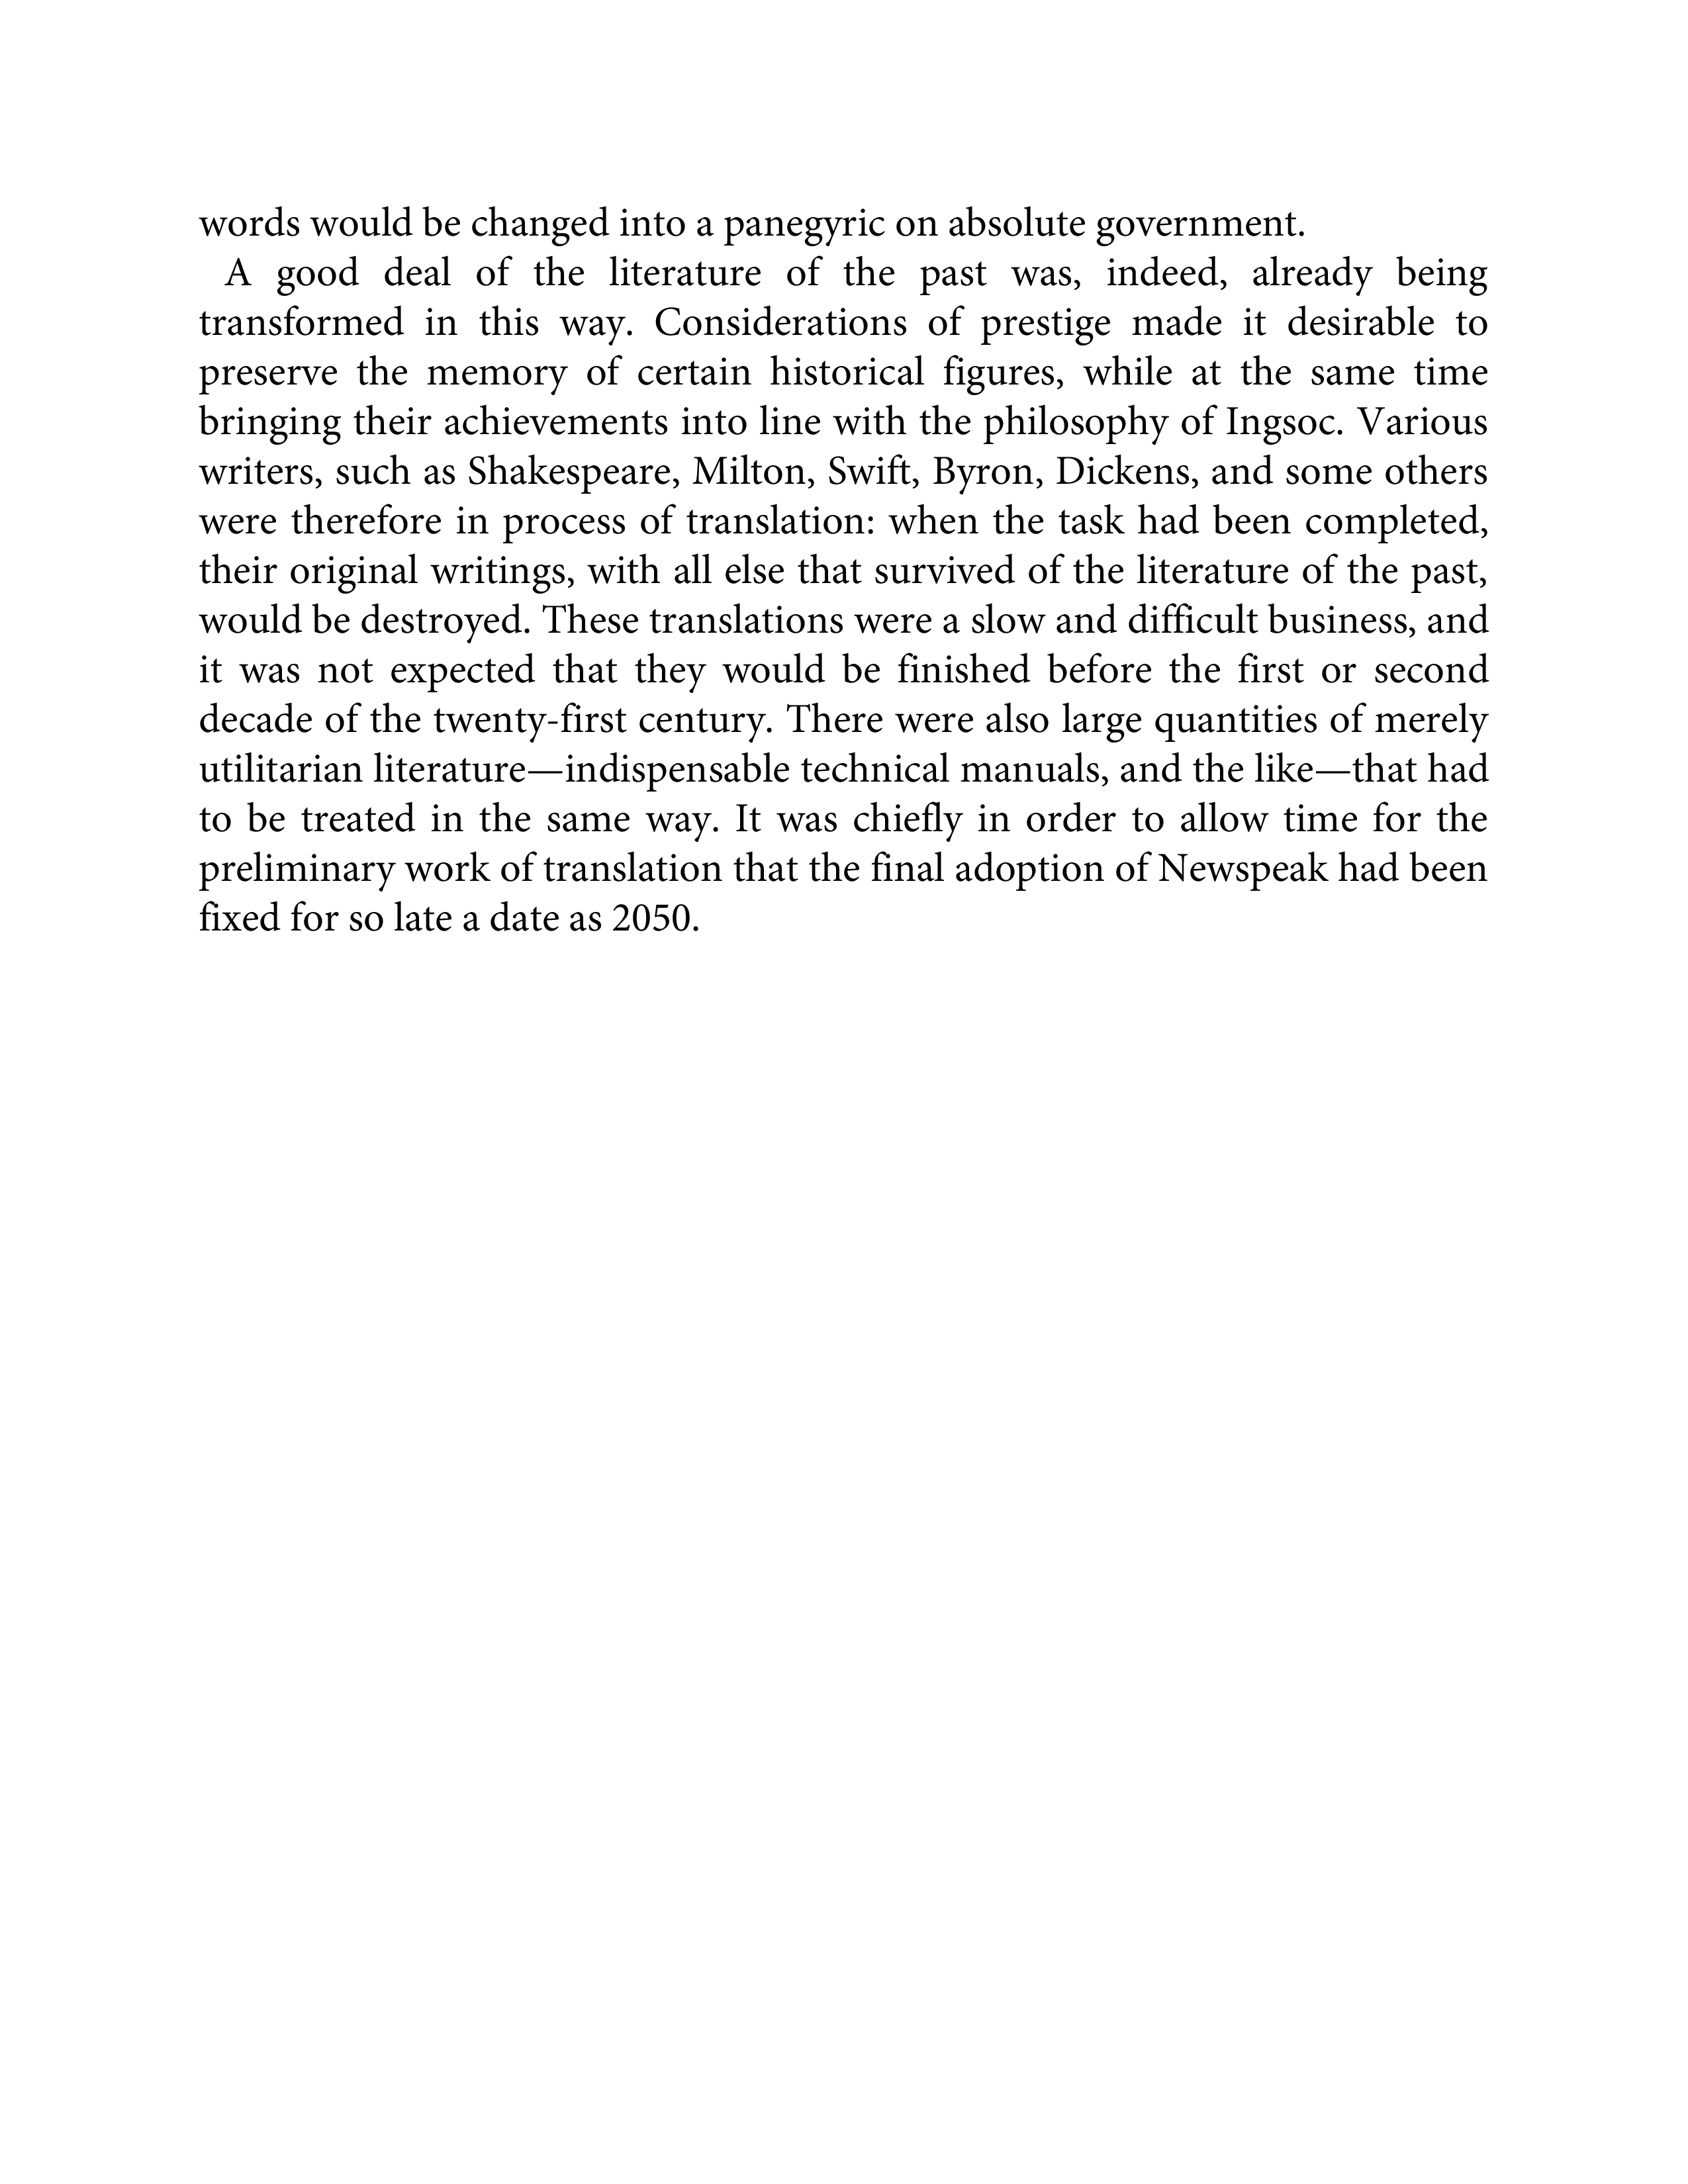 words would be changed into a panegyric on absolute government.
A good deal of the literature of the past was, indeed, already being
transformed in this way. Considerations of prestige made it desirable to
preserve the memory of certain historical figures, while at the same time
bringing their achievements into line with the philosophy of Ingsoc. Various
writers, such as Shakespeare, Milton, Swift, Byron, Dickens, and some others
were therefore in process of translation: when the task had been completed,
their original writings, with all else that survived of the literature of the past,
would be destroyed. These translations were a slow and difficult business, and
it was not expected that they would be finished before the first or second
decade of the twenty-first century. There were also large quantities of merely
utilitarian literature—indispensable technical manuals, and the like—that had
to be treated in the same way. It was chiefly in order to allow time for the
preliminary work of translation that the final adoption of Newspeak had been
fixed for so late a date as 2050.